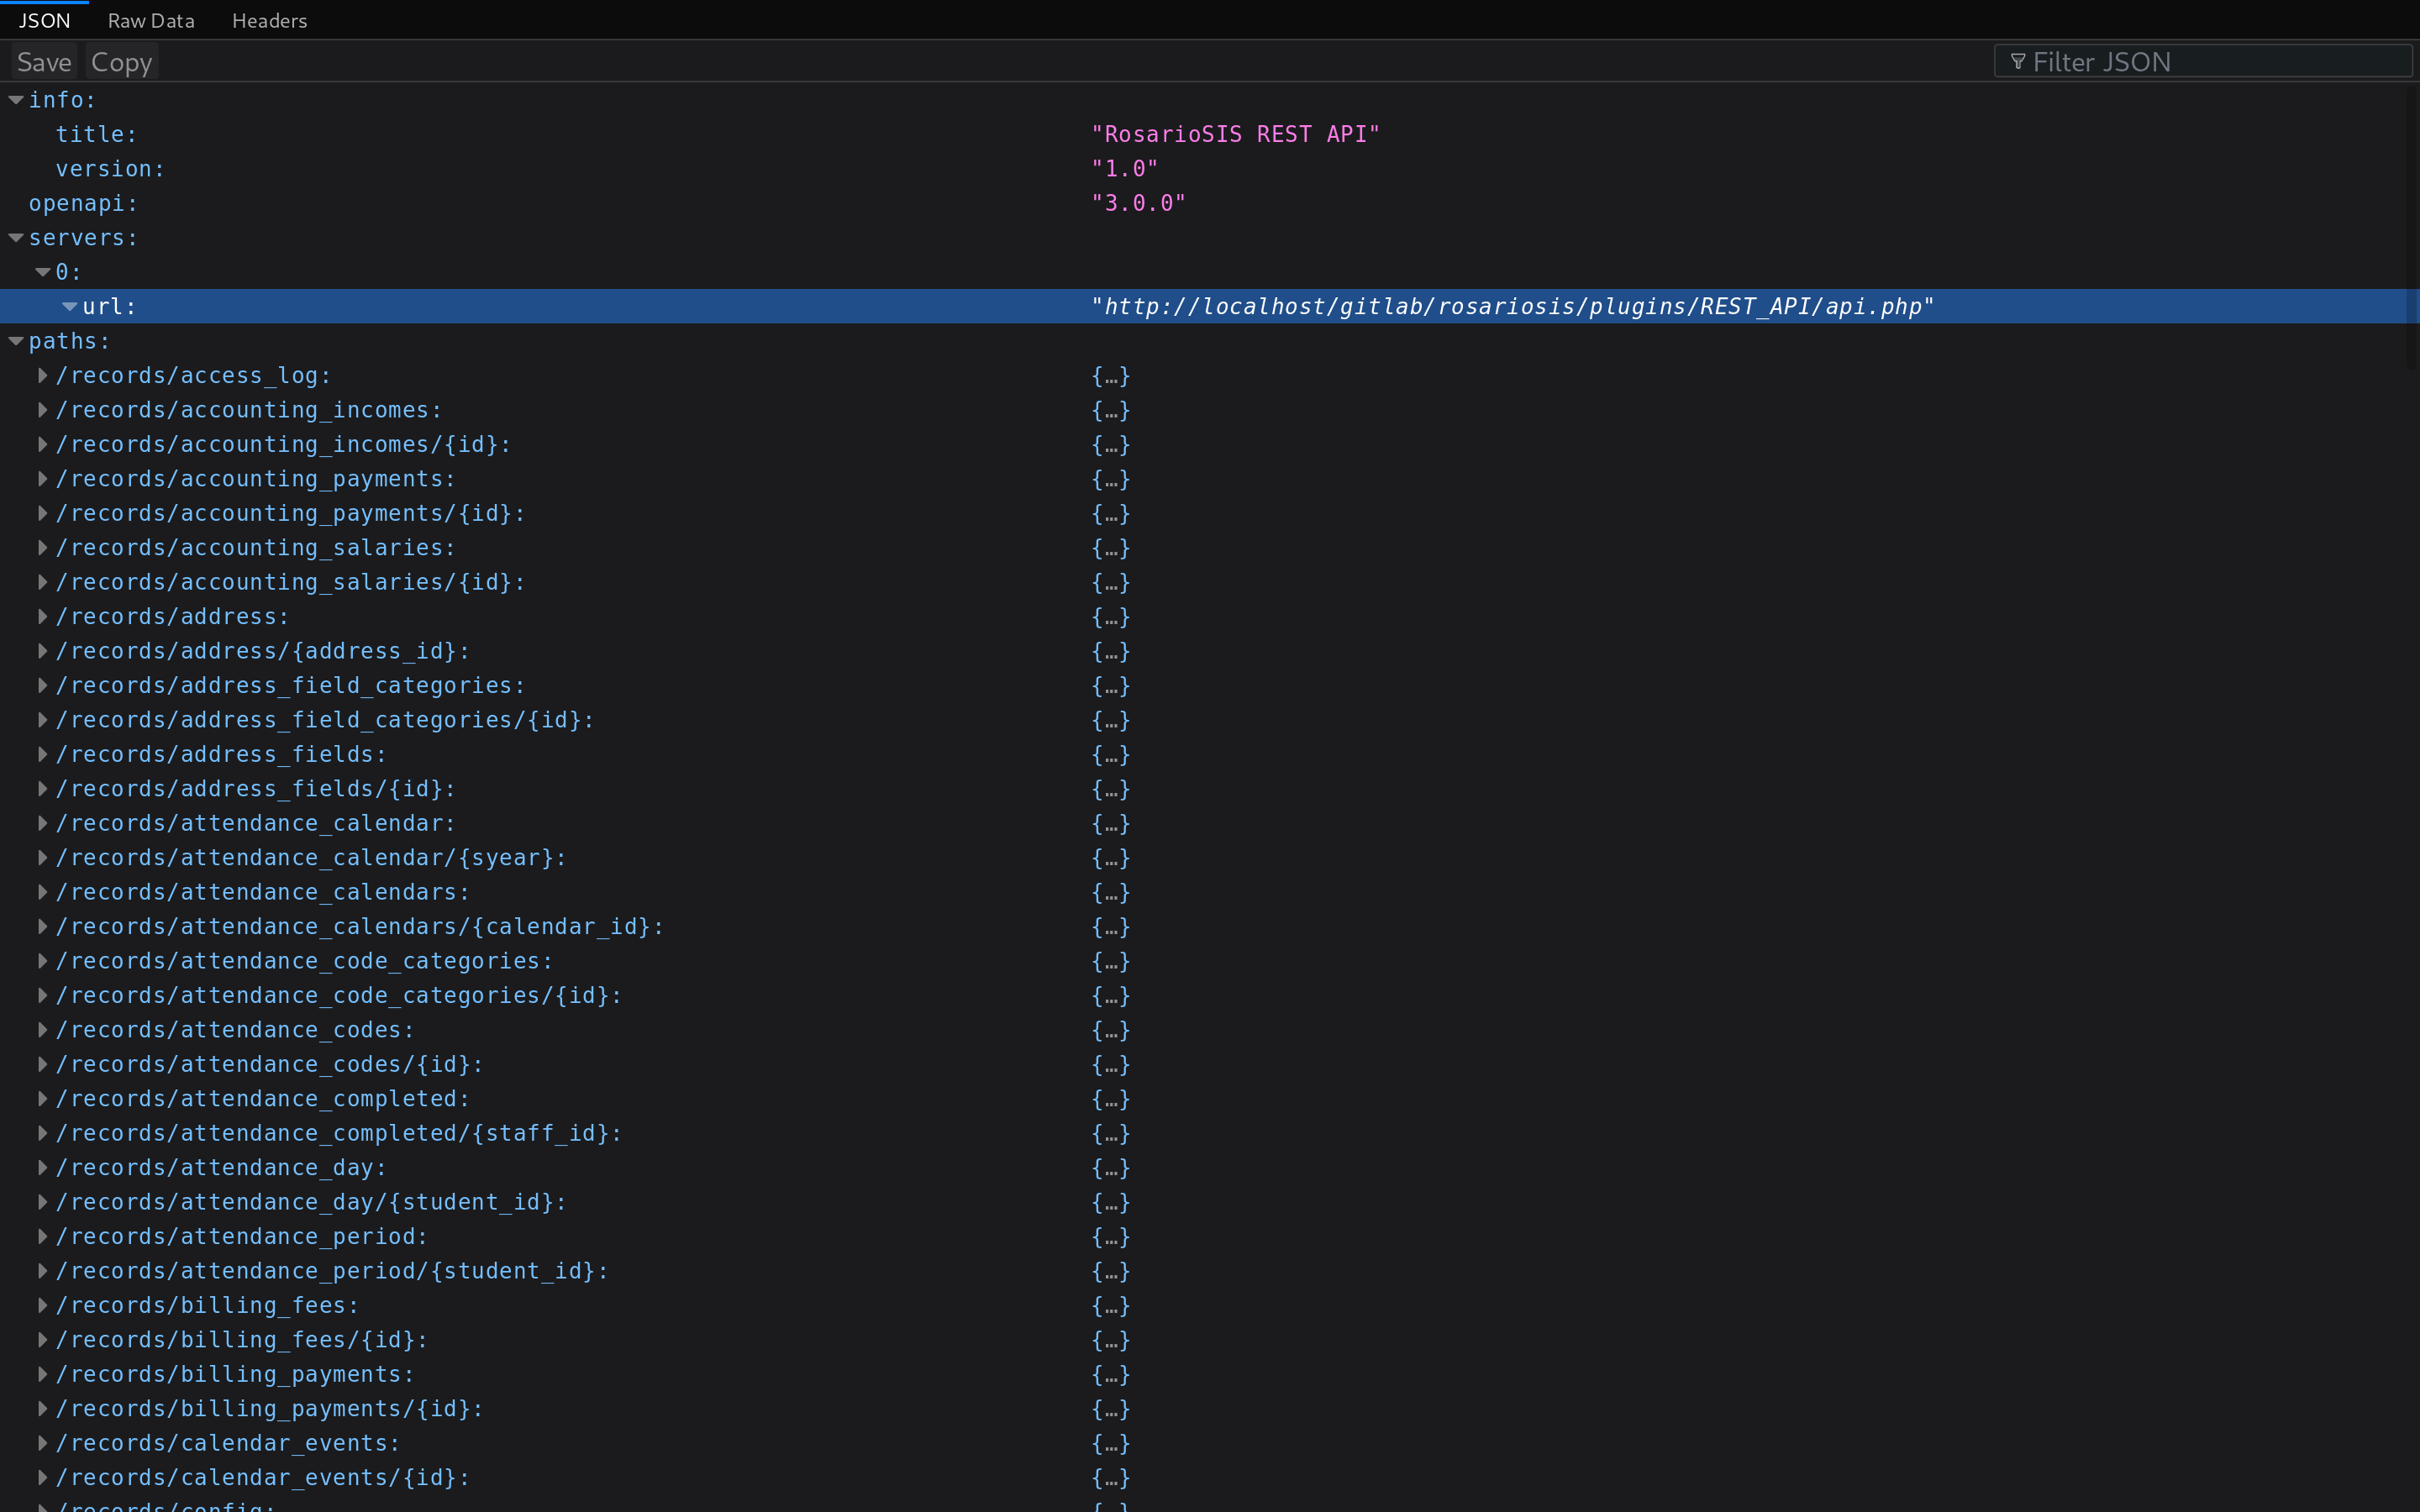 JSON Raw Data Headers
Save Copy Filter JSON
info:
title: "RosarioSIS REST API"
version: "1.0"
openapi: "3.0.0"
servers:
0:
url: "http://localhost/gitlab/rosariosis/plugins/REST_API/api.php"
paths:
/records/access_log: {…}
/records/accounting_incomes: {…}
/records/accounting_incomes/{id}: {…}
/records/accounting_payments: {…}
/records/accounting_payments/{id}: {…}
/records/accounting_salaries: {…}
/records/accounting_salaries/{id}: {…}
/records/address: {…}
/records/address/{address_id}: {…}
/records/address_field_categories: {…}
/records/address_field_categories/{id}: {…}
/records/address_fields: {…}
/records/address_fields/{id}: {…}
/records/attendance_calendar: {…}
/records/attendance_calendar/{syear}: {…}
/records/attendance_calendars: {…}
/records/attendance_calendars/{calendar_id}: {…}
/records/attendance_code_categories: {…}
/records/attendance_code_categories/{id}: {…}
/records/attendance_codes: {…}
/records/attendance_codes/{id}: {…}
/records/attendance_completed: {…}
/records/attendance_completed/{staff_id}: {…}
/records/attendance_day: {…}
/records/attendance_day/{student_id}: {…}
/records/attendance_period: {…}
/records/attendance_period/{student_id}: {…}
/records/billing_fees: {…}
/records/billing_fees/{id}: {…}
/records/billing_payments: {…}
/records/billing_payments/{id}: {…}
/records/calendar_events: {…}
/records/calendar_events/{id}: {…}
/records/config: {…}